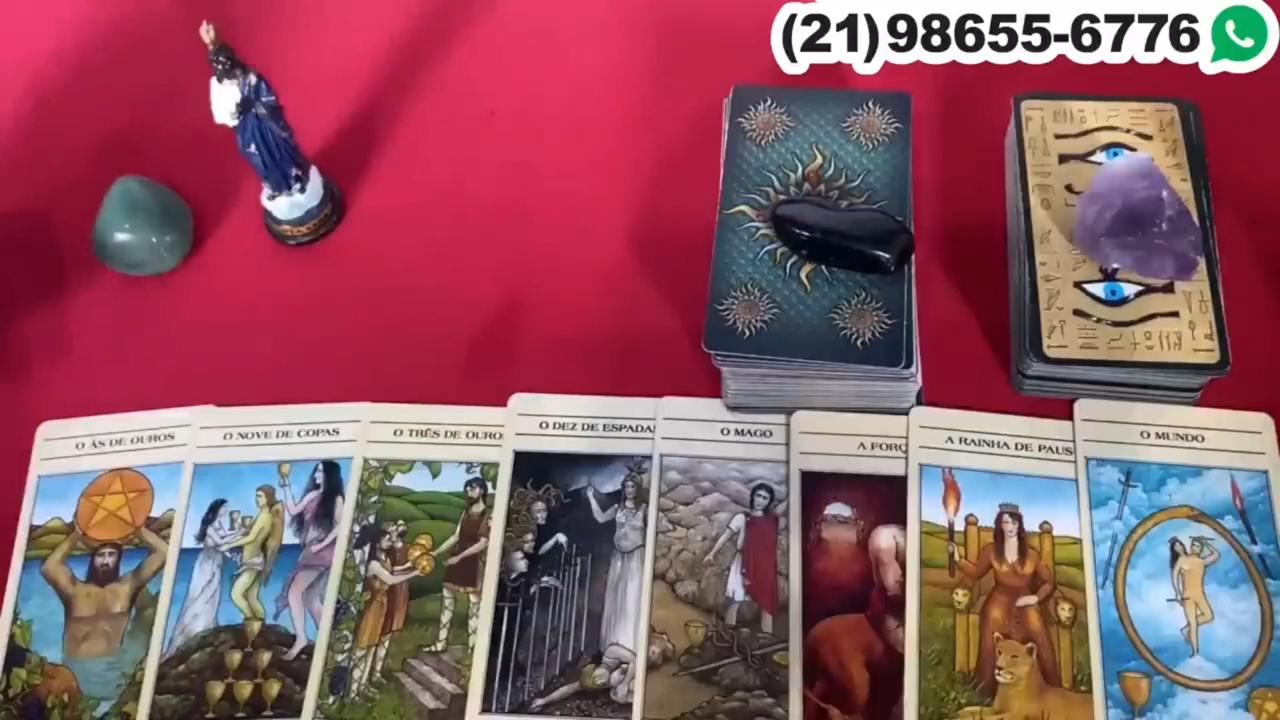 (21)98655-6776
O ÁS DE OUROS
O NOVE DE COPAS
O TRÊS DE OURO
O DEZ DE ESPADA
O MAGO
A FORÇ
A RAINHA DE PAUS
O MUNDO